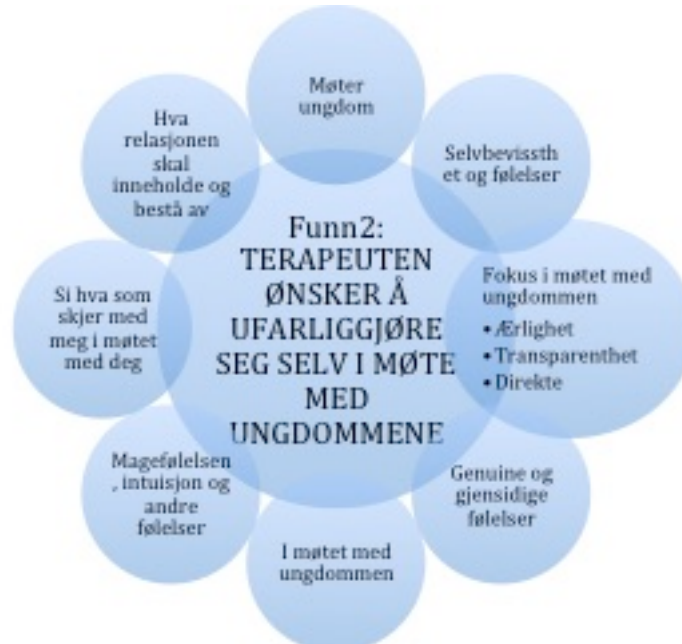 Møter
ungdom
Selvbevissth
et og følelser
Fokus i møtet med
ungdommen
• Ærlighet
• Transparenthet
• Direkte
Genuine og
gjensidige
følelser
I møtet med
ungdommen
Magefølelsen
, intuisjon og
andre
følelser
Si hva som
skjer med
meg i møtet
med deg
Hva
relasjonen
skal
inneholde og
bestå av
Funn2:
TERAPEUTEN
ØNSKER Å
UFARLIGGJØRE
SEG SELV I MØTE
MED
UNGDOMMENE